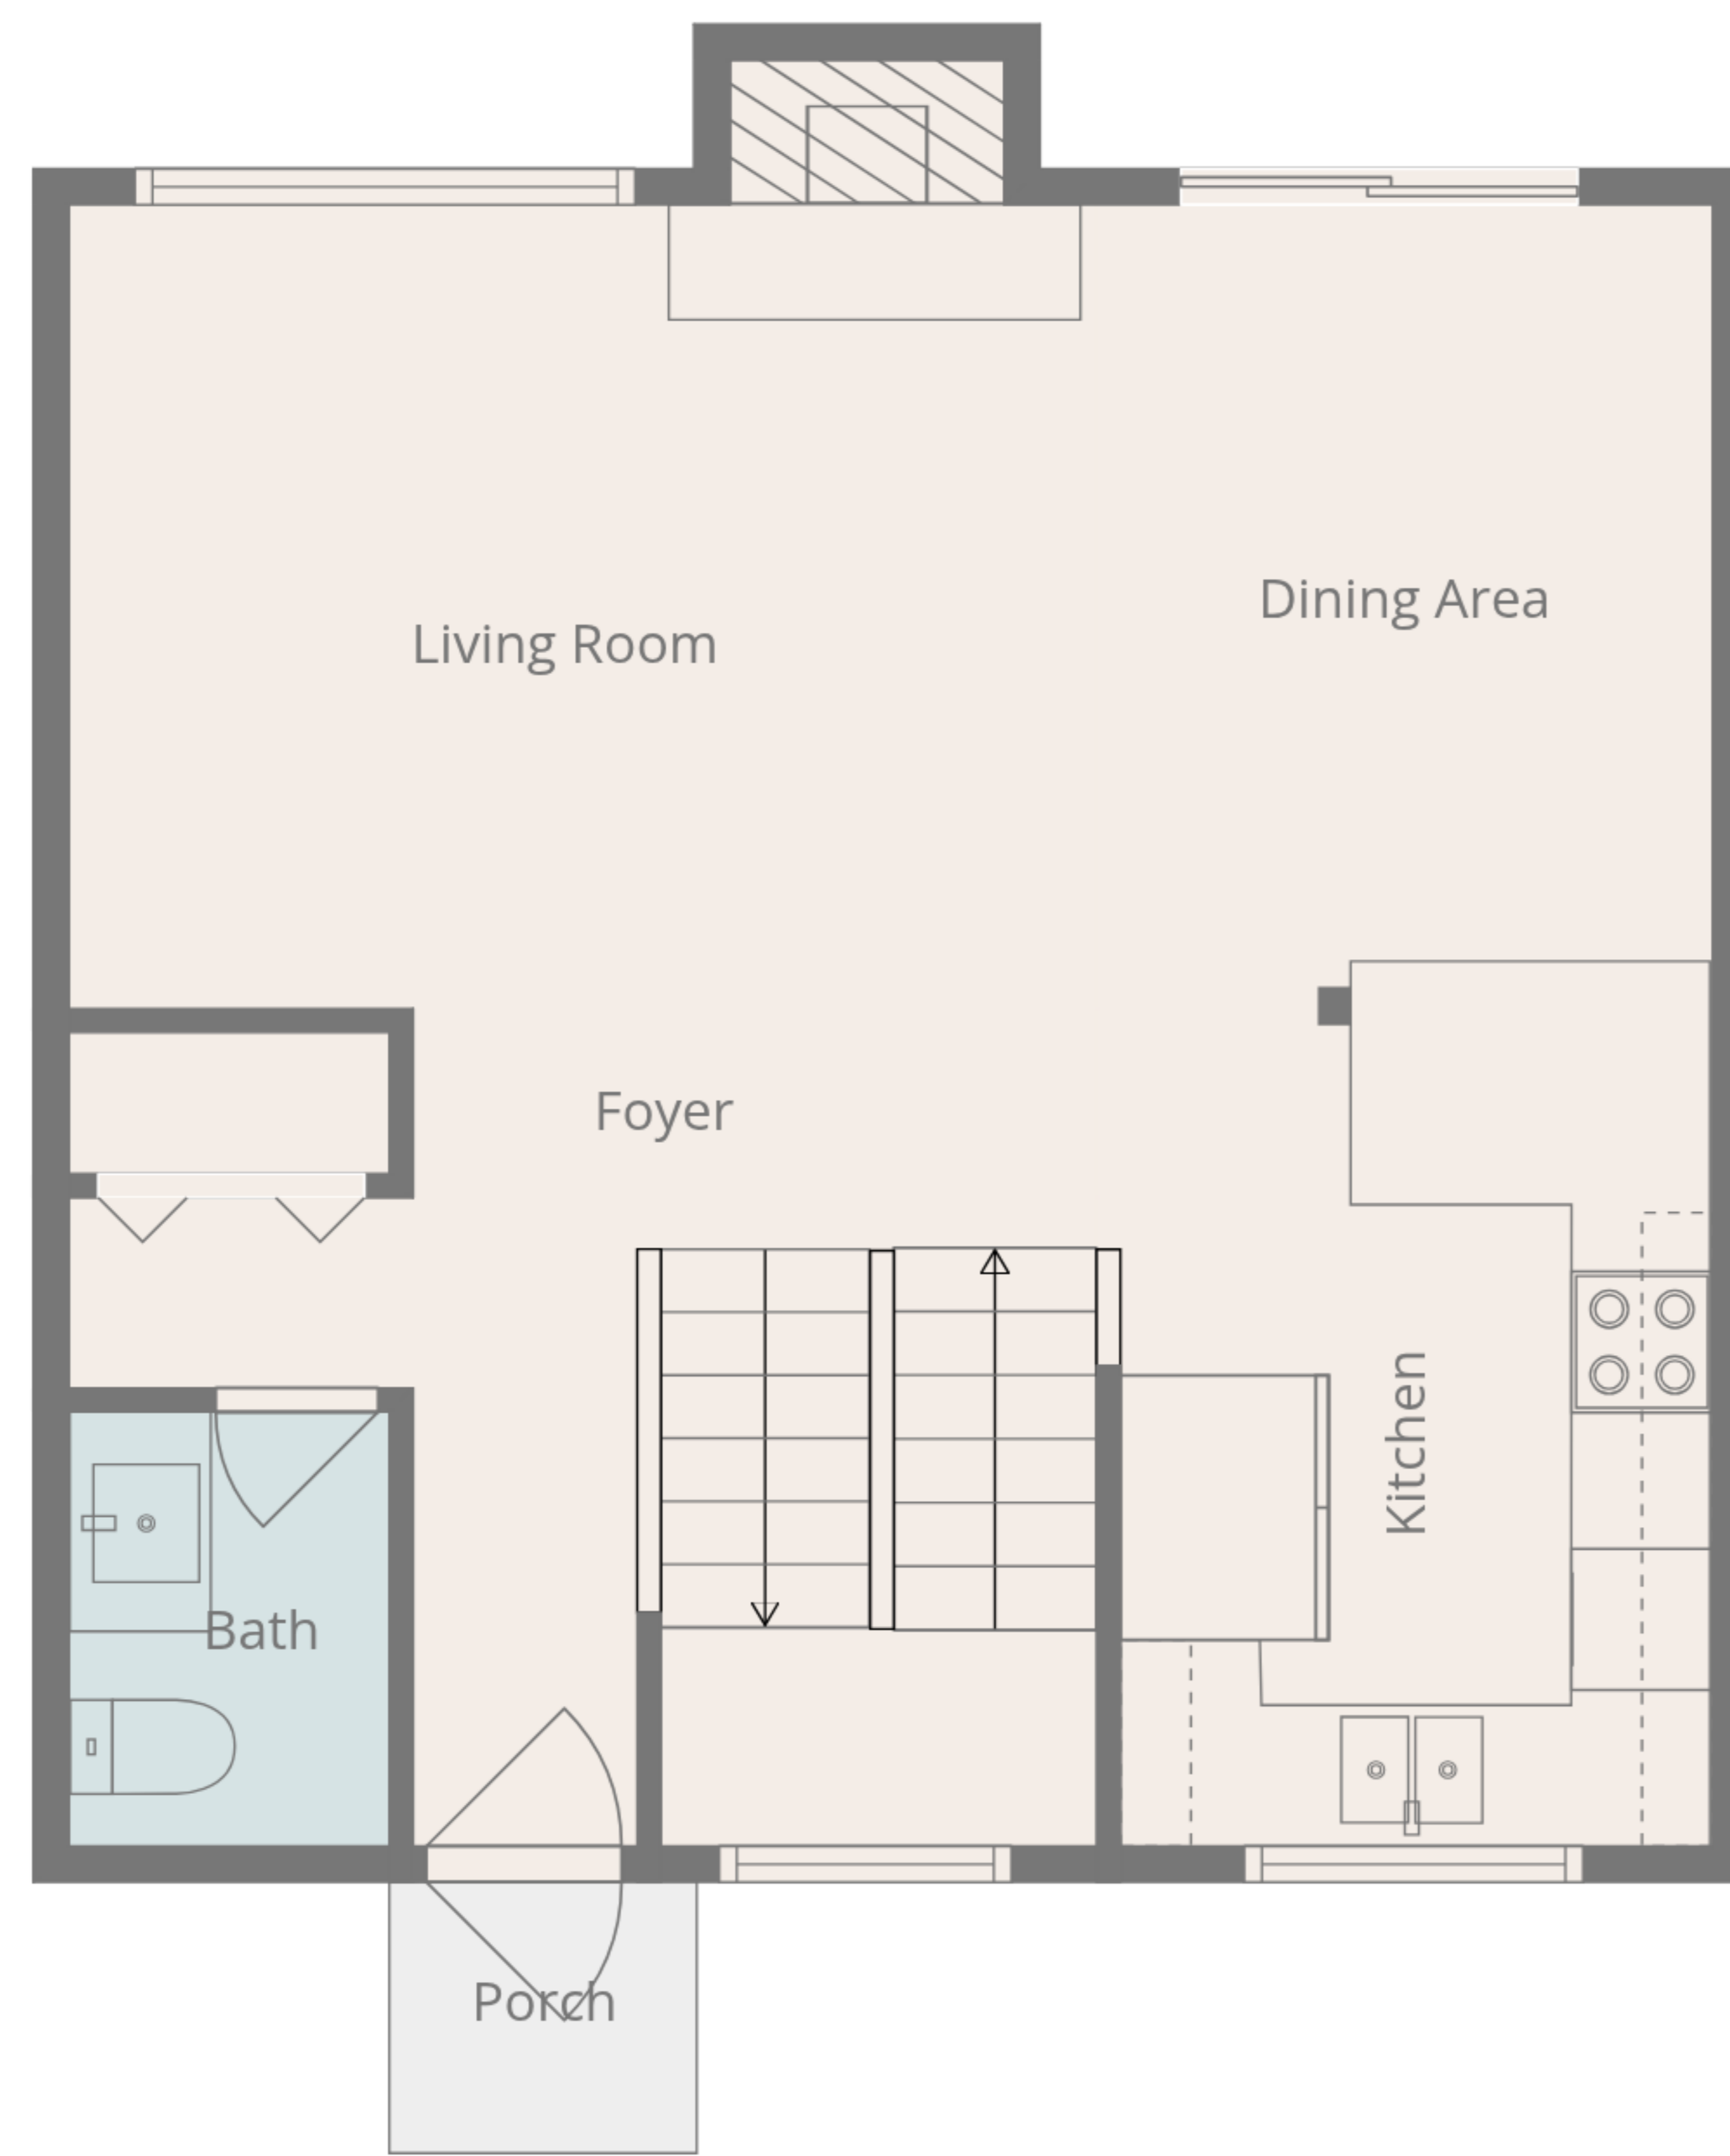 Dining Area
Living Room
Foyer
Kitchen
Bath
Porch